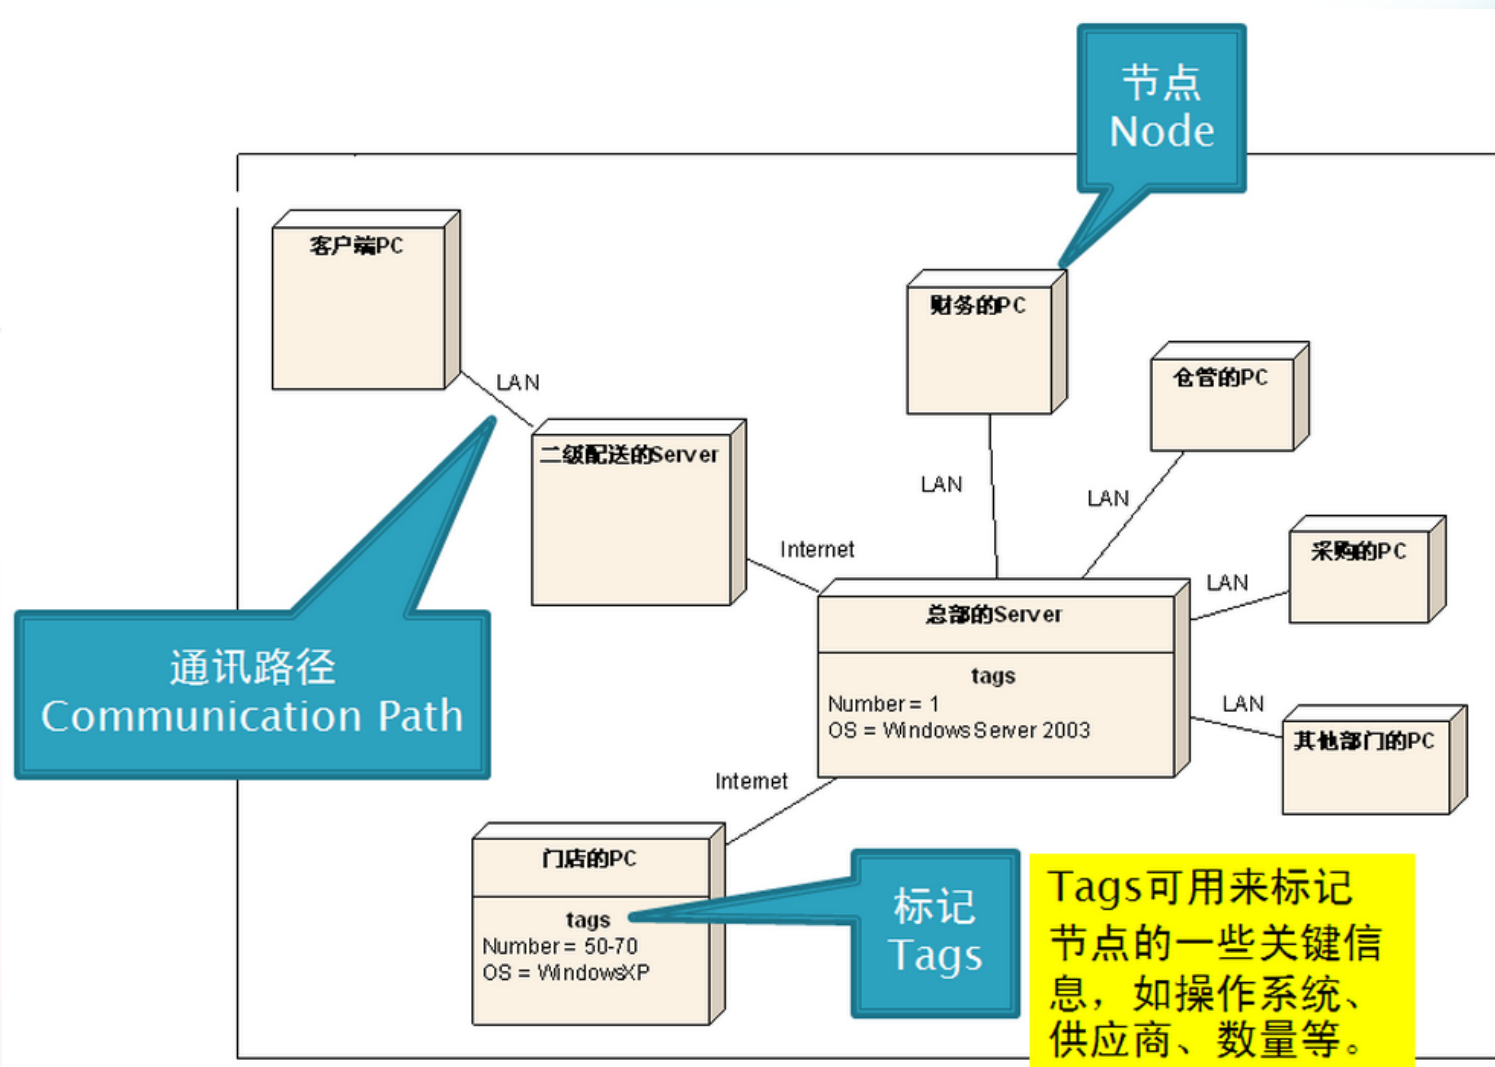 节点
Node
客户端PC
财务的PC
仓管的PC
LAN
二级配送的Server
LAN
LAN
Internet
采购的PC
LAN
总部的Server
tags
Number = 1
OS = WindowsServer 2003
通讯路径
Communication Path
LAN
其他部门的PC
Internet
门店的PC
tags
Number = 50-70
OS = WindowsXP
标记
Tags
Tags可用来标记
节点的一些关键信
息，如操作系统、
供应商、数量等。